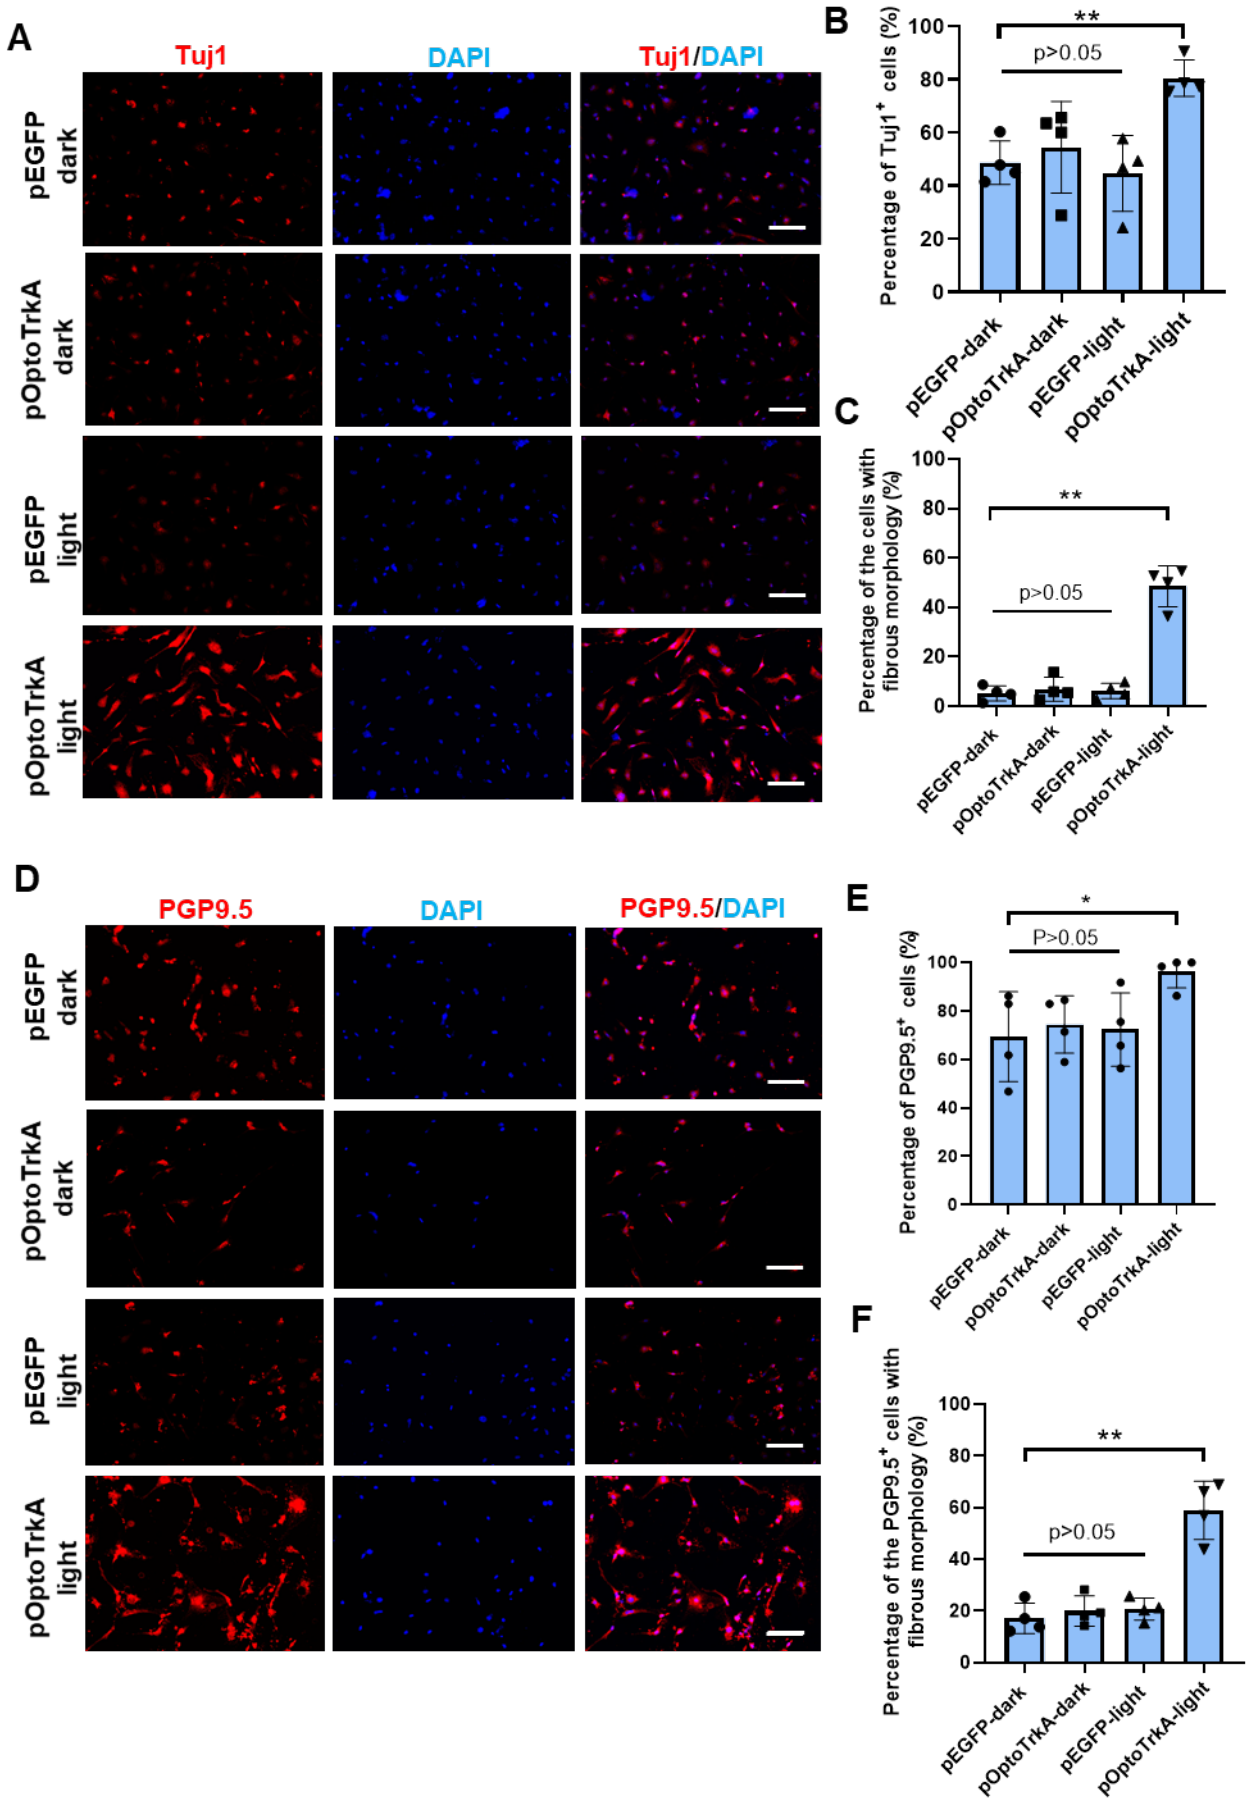 A
Tuj1
DAPI
Tuj1/DAPI
pEGFP
dark
pOptoTrkA
dark
pEGFP
light
pOptoTrkA
light
B
Percentage of Tuj1+ cells (%)
100
80
60
40
20
0
**
p>0.05
pEGFP-dark
pOptoTrkA-dark
pEGFP-light
pOptoTrkA-light
C
Percentage of the cells with
fibrous morphology (%)
100
80
60
40
20
0
**
p>0.05
pEGFP-dark
pOptoTrkA-dark
pEGFP-light
pOptoTrkA-light
D
PGP9.5
DAPI
PGP9.5/DAPI
pEGFP
dark
pOptoTrkA
dark
pEGFP
light
pOptoTrkA
light
E
Percentage of PGP9.5+ cells (%)
100
80
60
40
20
0
*
P>0.05
pEGFP-dark
pOptoTrkA-dark
pEGFP-light
pOptoTrkA-light
F
Percentage of the PGP9.5+ cells with
fibrous morphology (%)
100
80
60
40
20
0
**
p>0.05
pEGFP-dark
pOptoTrkA-dark
pEGFP-light
pOptoTrkA-light